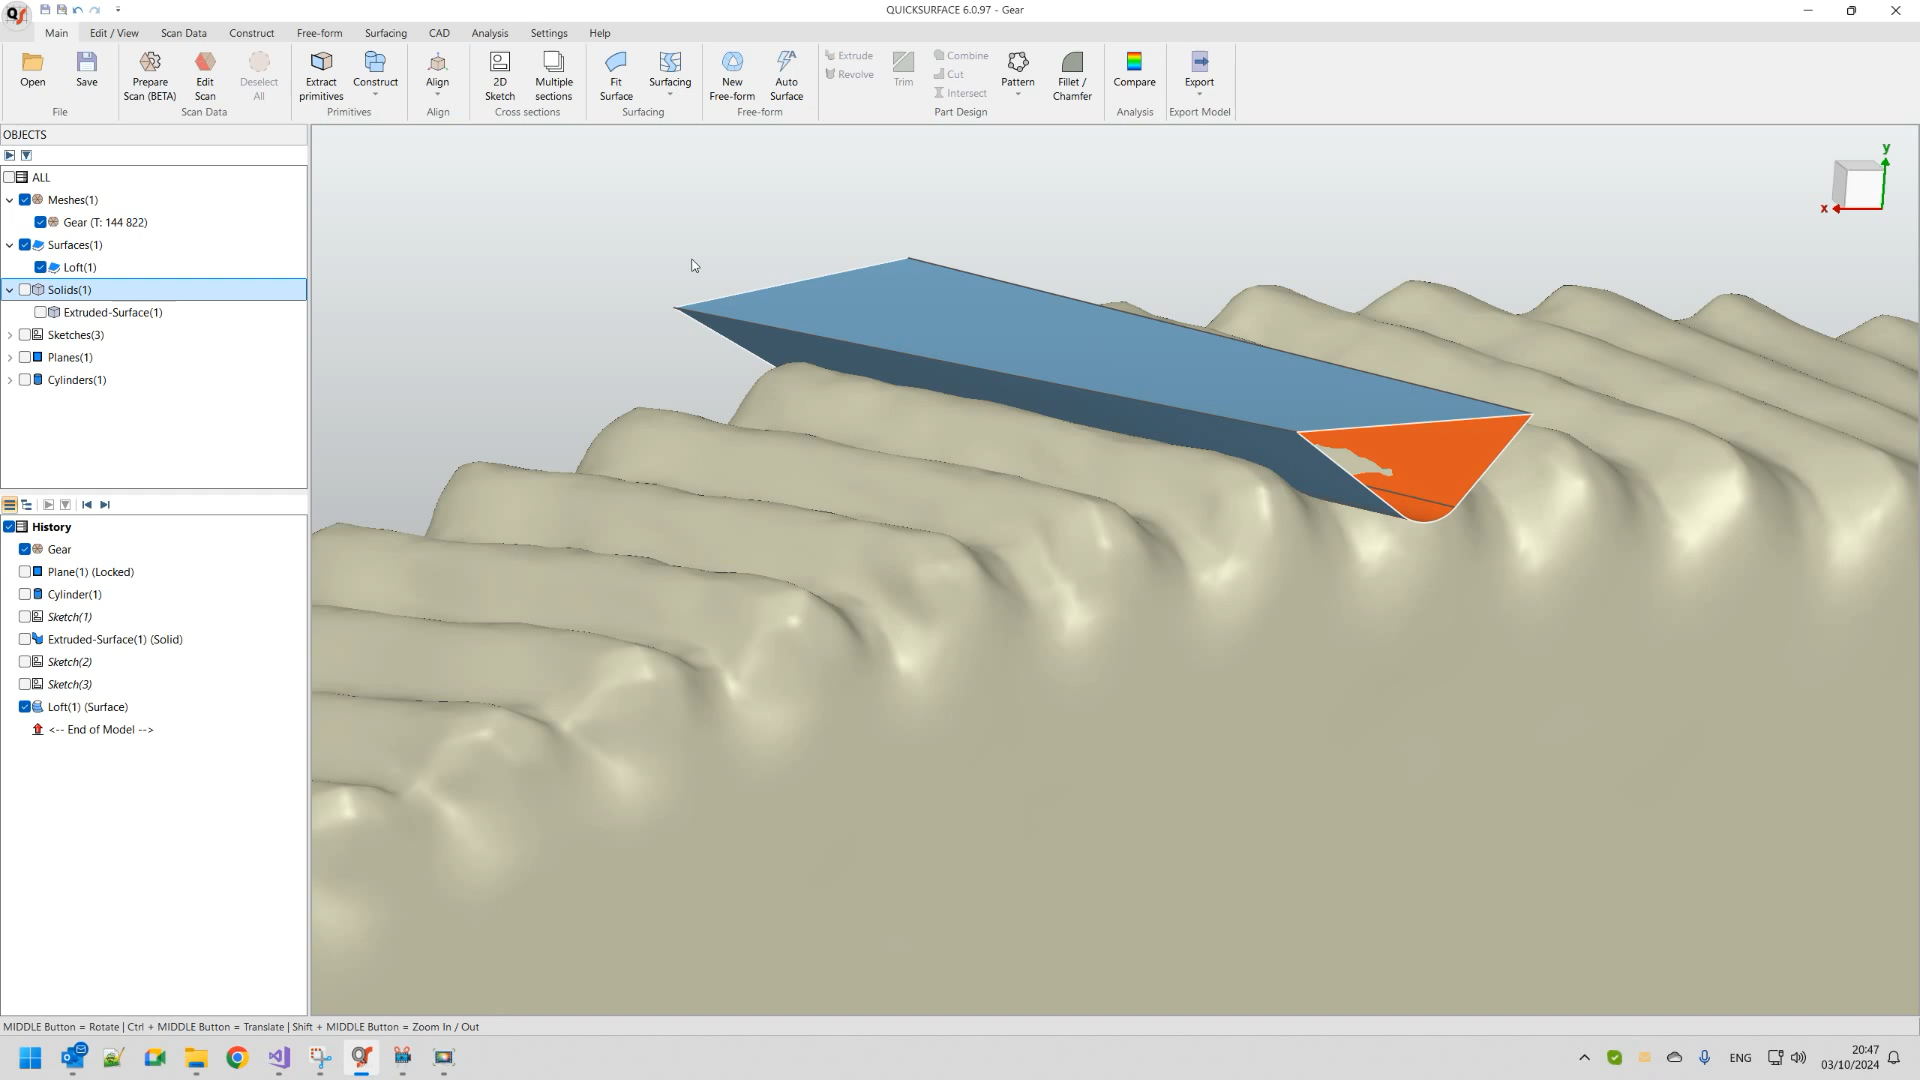 QUICKSURFACE 6.0.97 - Gear
Main Edit / View Scan Data Construct Free-form Surfacing CAD Analysis Settings Help
Open Save Prepare Scan (BETA) Edit Scan Deselect All Extract primitives Construct Align 2D Sketch Multiple sections Fit Surface Surfacing New Free-form Auto Surface Extrude Revolve Trim Combine Cut Intersect Pattern Fillet / Chamfer Compare Export
File Scan Data Primitives Align Cross sections Surfacing Free-form Part Design Analysis Export Model
OBJECTS
ALL
Meshes(1)
Gear (T: 144 822)
Surfaces(1)
Loft(1)
Solids(1)
Extruded-Surface(1)
Sketches(3)
Planes(1)
Cylinders(1)
y
x
History
Gear
Plane(1) (Locked)
Cylinder(1)
Sketch(1)
Extruded-Surface(1) (Solid)
Sketch(2)
Sketch(3)
Loft(1) (Surface)
<-- End of Model -->
MIDDLE Button = Rotate | Ctrl + MIDDLE Button = Translate | Shift + MIDDLE Button = Zoom In / Out
ENG
20:47
03/10/2024